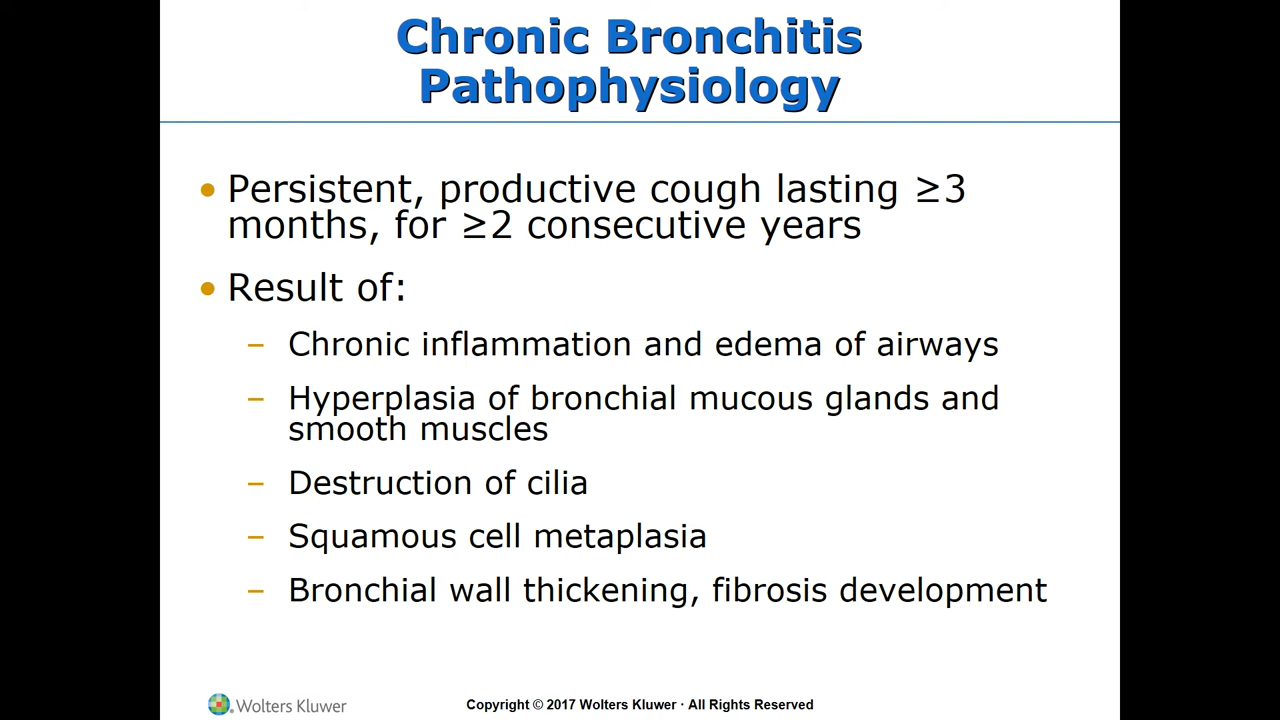 Chronic Bronchitis
Pathophysiology
• Persistent, productive cough lasting ≥3
months, for ≥2 consecutive years
• Result of:
– Chronic inflammation and edema of airways
– Hyperplasia of bronchial mucous glands and
smooth muscles
– Destruction of cilia
– Squamous cell metaplasia
– Bronchial wall thickening, fibrosis development
Wolters Kluwer
Copyright © 2017 Wolters Kluwer · All Rights Reserved